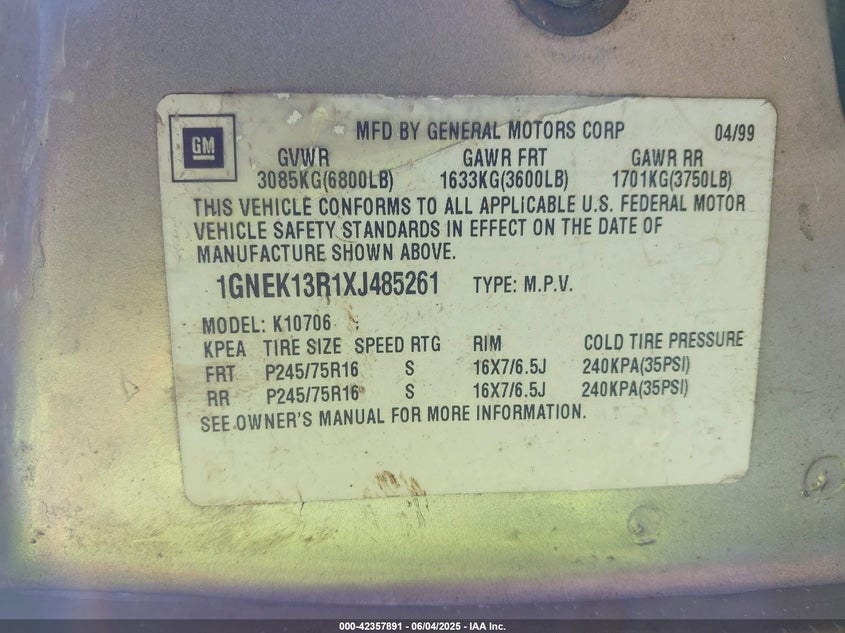 GM
MFD BY GENERAL MOTORS CORP 04/99
GVWR GAWR FRT GAWR RR
3085KG(6800LB) 1633KG(3600LB) 1701KG(3750LB)
THIS VEHICLE CONFORMS TO ALL APPLICABLE U.S. FEDERAL MOTOR
VEHICLE SAFETY STANDARDS IN EFFECT ON THE DATE OF
MANUFACTURE SHOWN ABOVE.
1GNEK13R1XJ485261 TYPE: M.P.V.
MODEL: K10706
KPEA TIRE SIZE SPEED RTG RIM COLD TIRE PRESSURE
FRT P245/75R16 S 16X7/6.5J 240KPA(35PSI)
RR P245/75R16 S 16X7/6.5J 240KPA(35PSI)
SEE OWNER'S MANUAL FOR MORE INFORMATION.
000-42357891 - 06/04/2025 - IAA Inc.